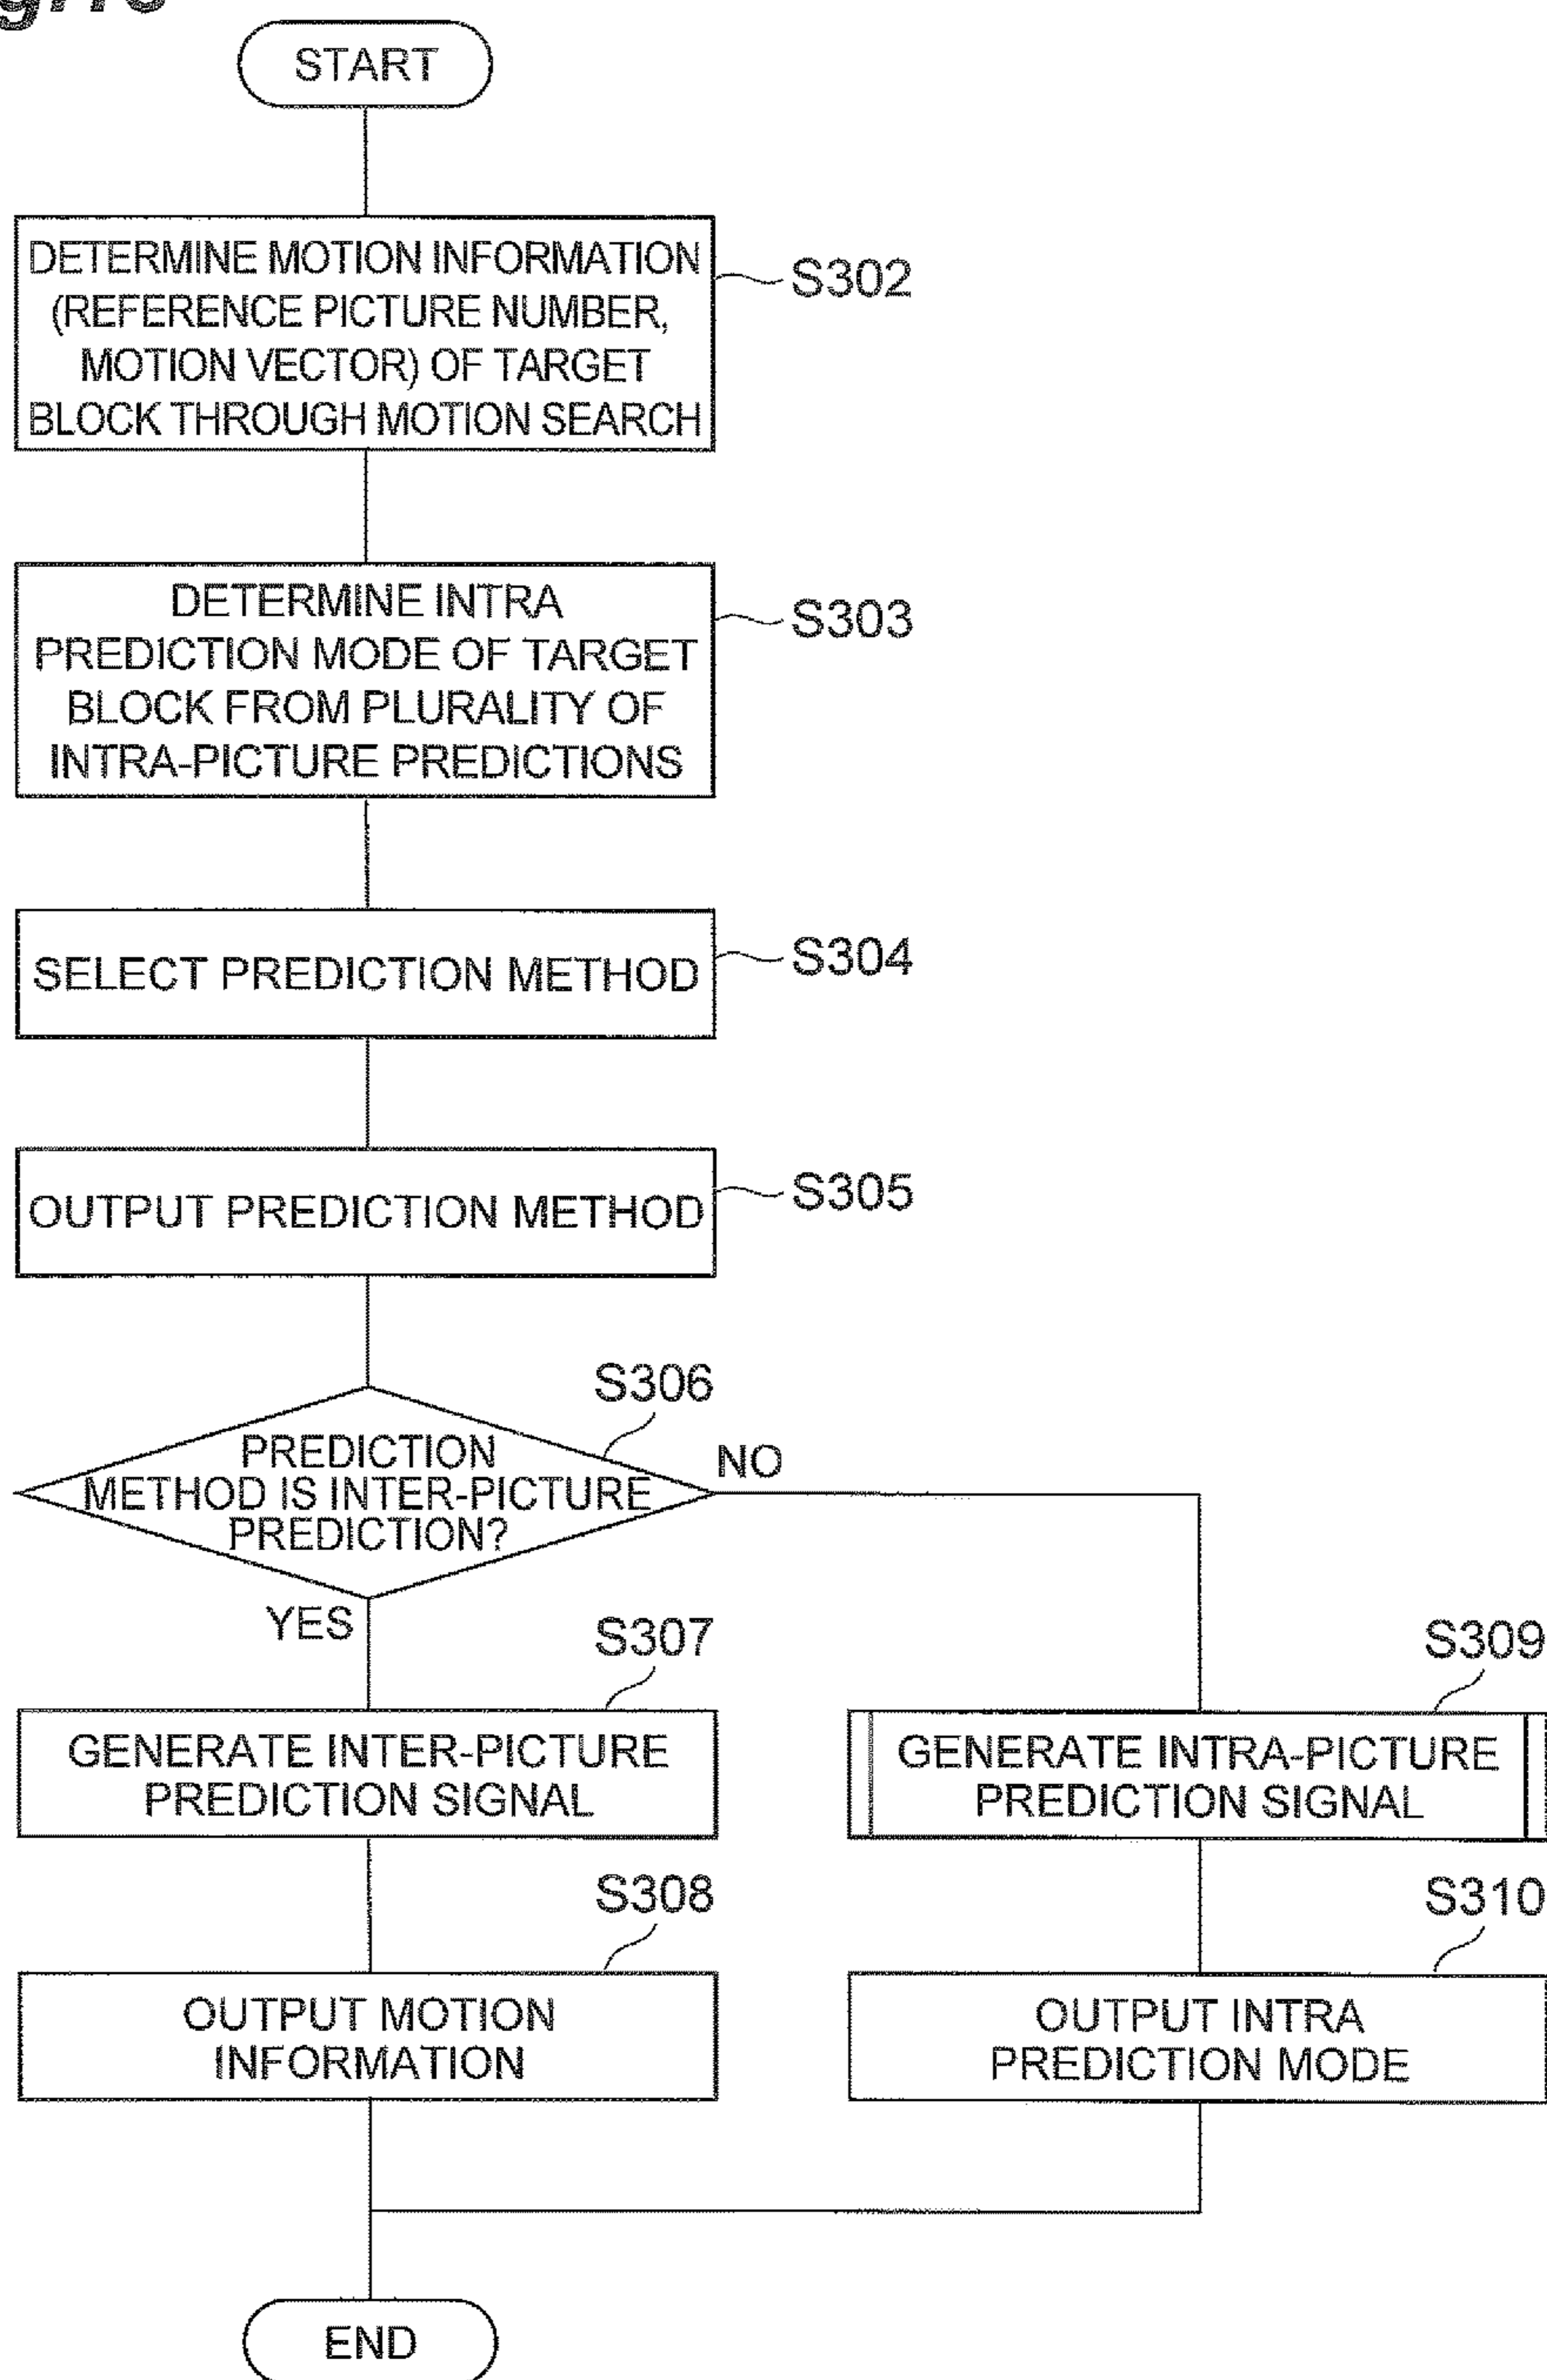 START
DETERMINE MOTION INFORMATION
(REFERENCE PICTURE NUMBER,
MOTION VECTOR) OF TARGET
BLOCK THROUGH MOTION SEARCH
S302
DETERMINE INTRA
PREDICTION MODE OF TARGET
BLOCK FROM PLURALITY OF
INTRA-PICTURE PREDICTIONS
S303
SELECT PREDICTION METHOD
S304
OUTPUT PREDICTION METHOD
S305
S306
PREDICTION
METHOD IS INTER-PICTURE
PREDICTION?
NO
YES
S307
GENERATE INTER-PICTURE
PREDICTION SIGNAL
S309
GENERATE INTRA-PICTURE
PREDICTION SIGNAL
S308
OUTPUT MOTION
INFORMATION
S310
OUTPUT INTRA
PREDICTION MODE
END